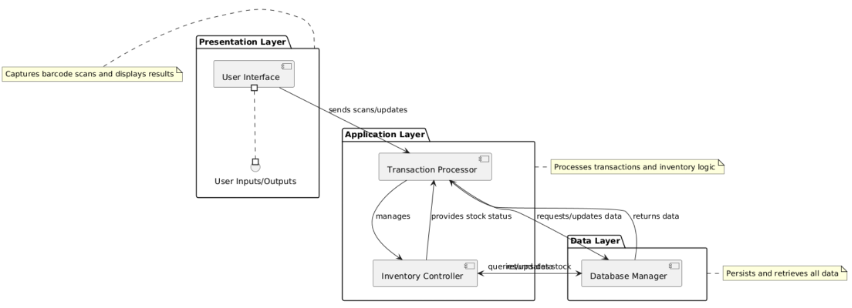 Presentation Layer
Captures barcode scans and displays results
User Interface
sends scans/updates
Application Layer
Transaction Processor
Processes transactions and inventory logic
User Inputs/Outputs
manages
provides stock status
requests/updates data
returns data
Data Layer
Inventory Controller
Database Manager
Persists and retrieves all data